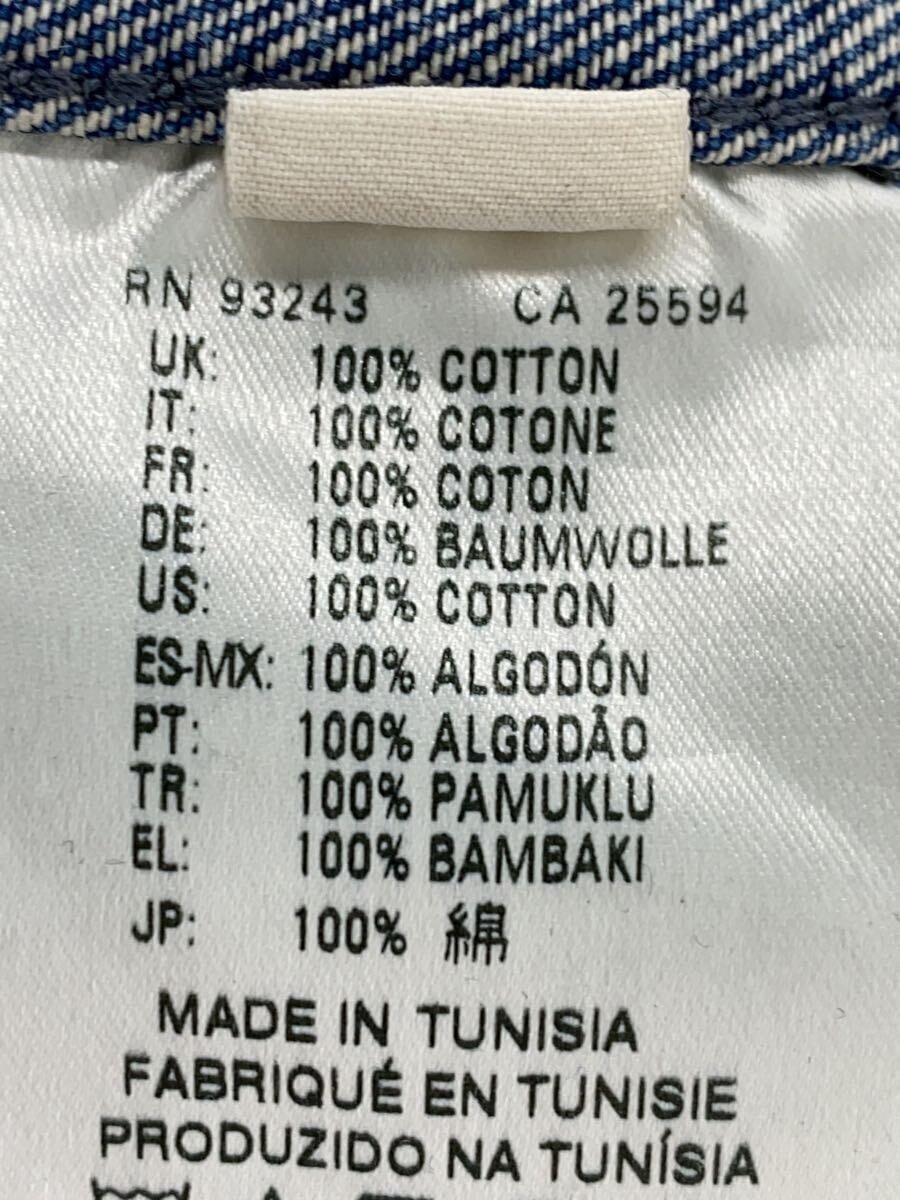 RN 93243 CA 25594
UK: 100% COTTON
IT: 100% COTONE
FR: 100% COTON
DE: 100% BAUMWOLLE
US: 100% COTTON
ES-MX: 100% ALGODÓN
PT: 100% ALGODÃO
TR: 100% PAMUKLU
EL: 100% BAMBAKI
JP: 100% 綿
MADE IN TUNISIA
FABRIQUÉ EN TUNISIE
PRODUZIDO NA TUNÍSIA